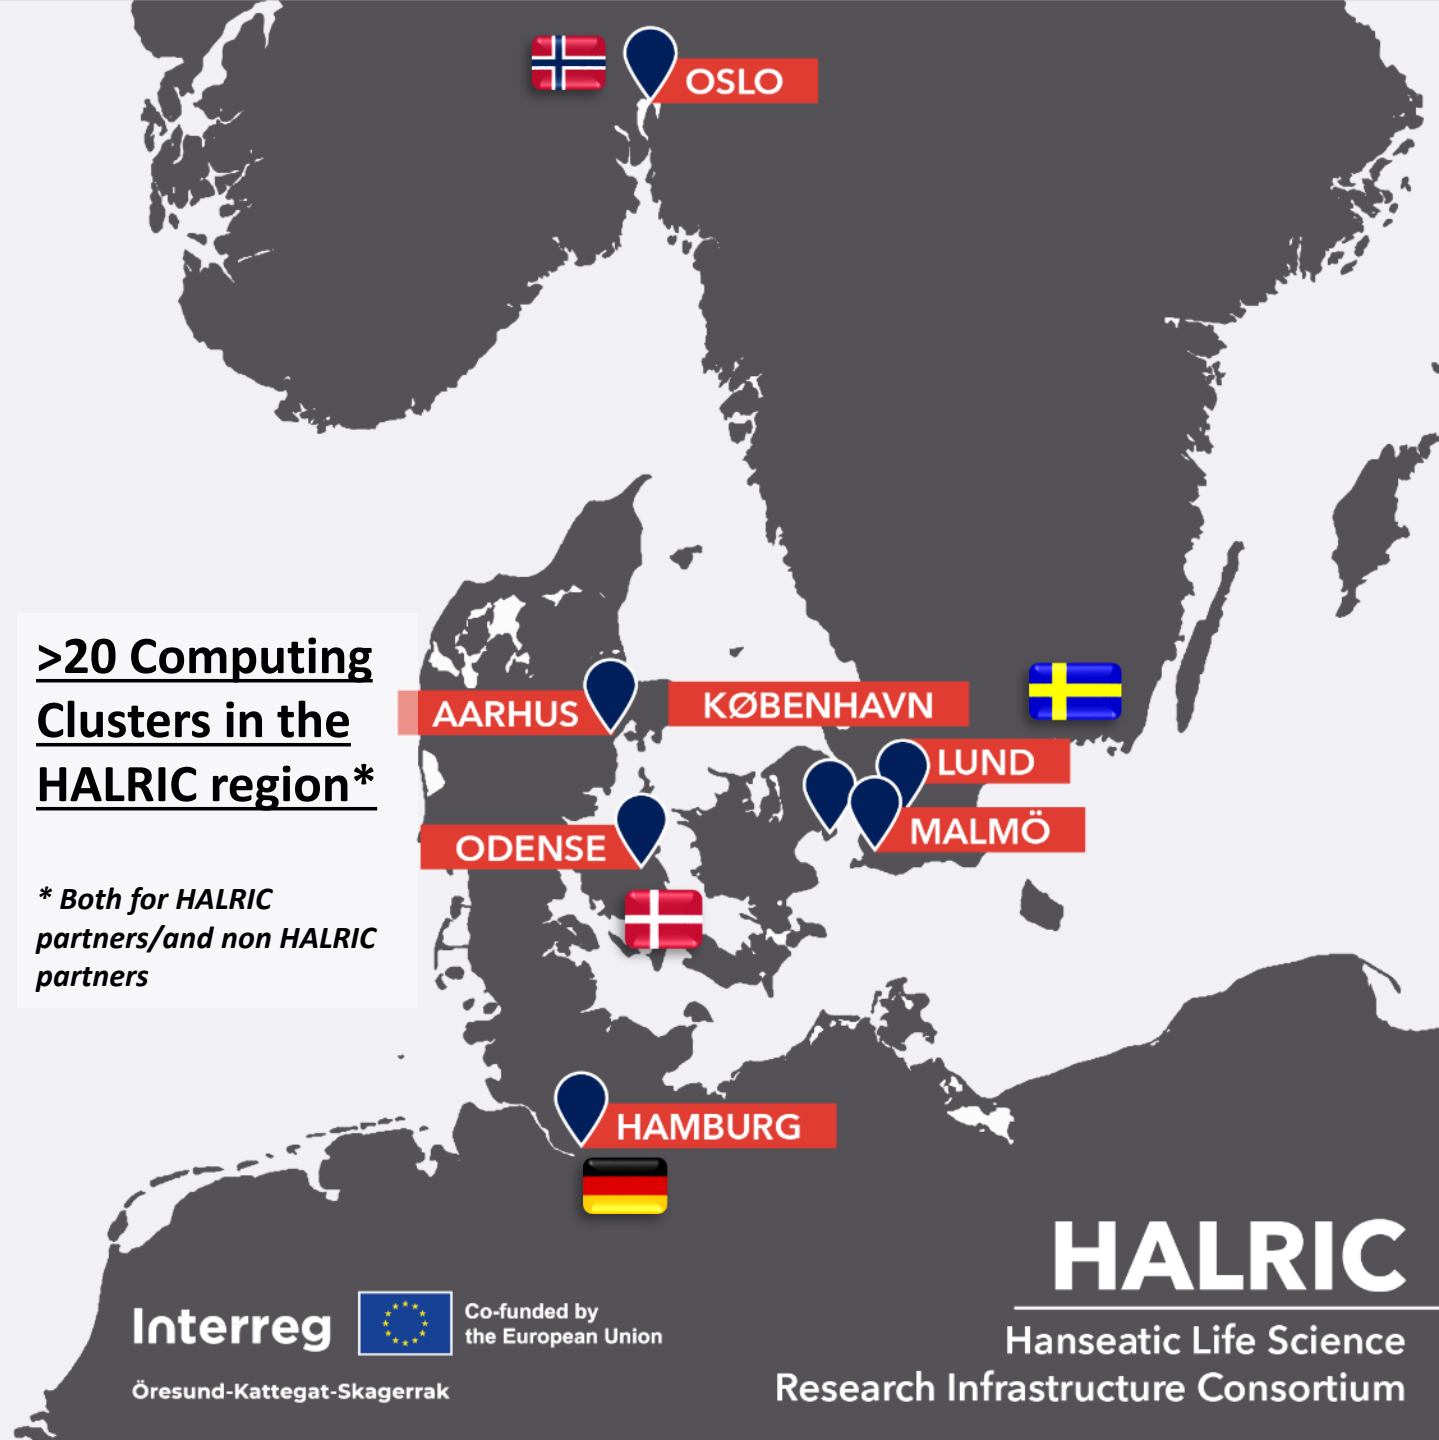 OSLO
>20 Computing
Clusters in the
HALRIC region*
* Both for HALRIC
partners/and non HALRIC
partners
AARHUS
KØBENHAVN
LUND
MALMÖ
ODENSE
HAMBURG
HALRIC
Hanseatic Life Science
Research Infrastructure Consortium
Interreg
Co-funded by
the European Union
Öresund-Kattegat-Skagerrak